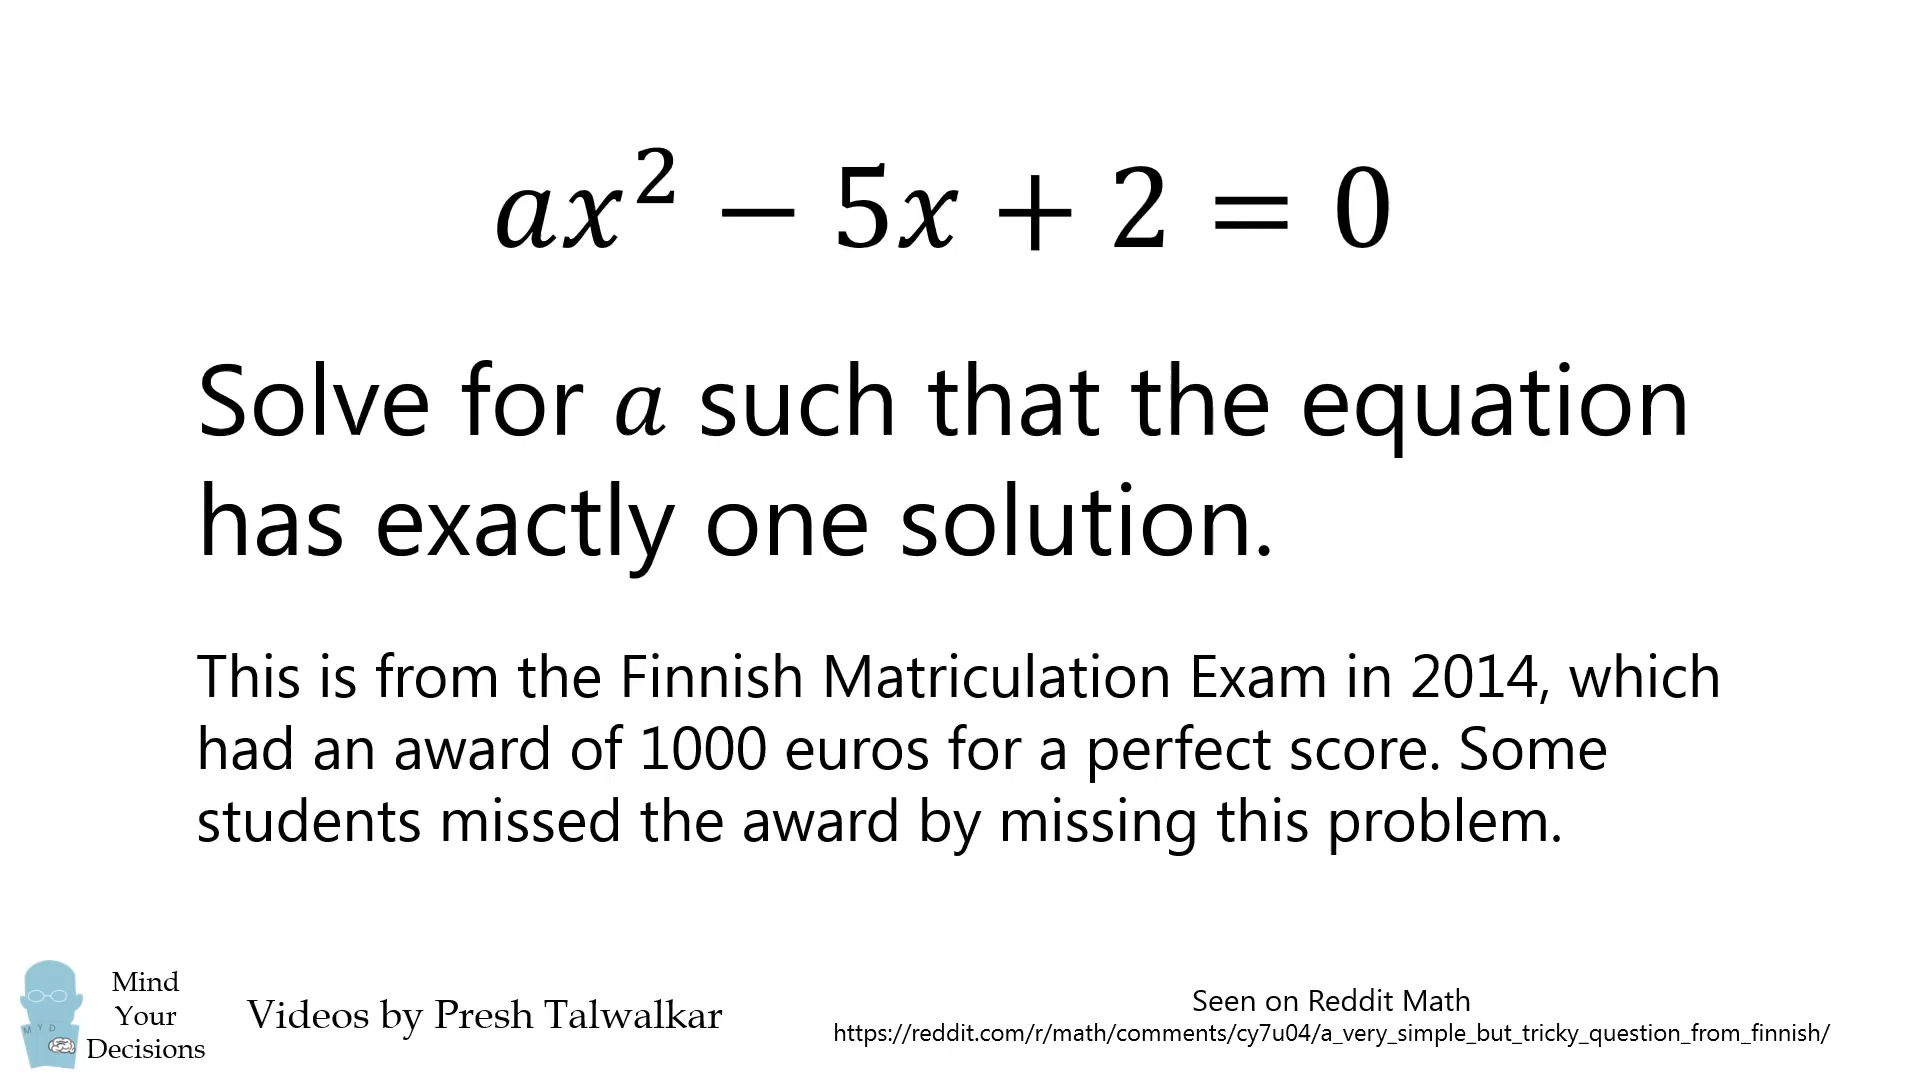 ax² − 5x + 2 = 0
Solve for a such that the equation
has exactly one solution.
This is from the Finnish Matriculation Exam in 2014, which
had an award of 1000 euros for a perfect score. Some
students missed the award by missing this problem.
M Y D
Mind
Your
Decisions
Videos by Presh Talwalkar
Seen on Reddit Math
https://reddit.com/r/math/comments/cy7u04/a_very_simple_but_tricky_question_from_finnish/